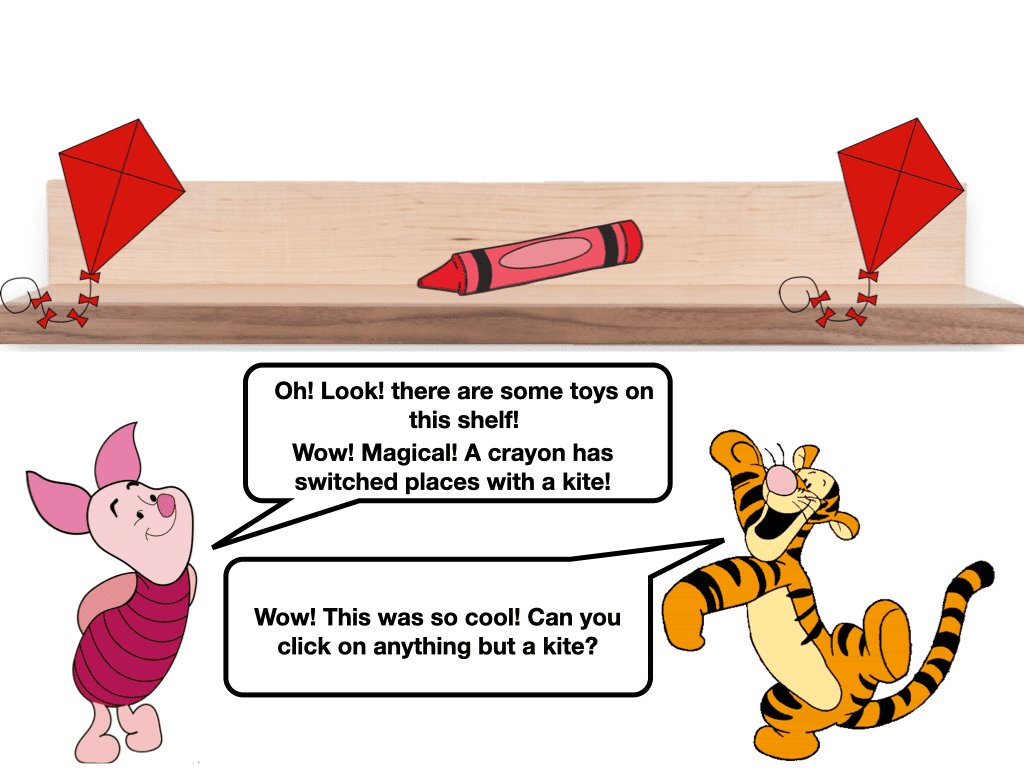 Oh! Look! there are some toys on
this shelf!
Wow! Magical! A crayon has
switched places with a kite!
Wow! This was so cool! Can you
click on anything but a kite?